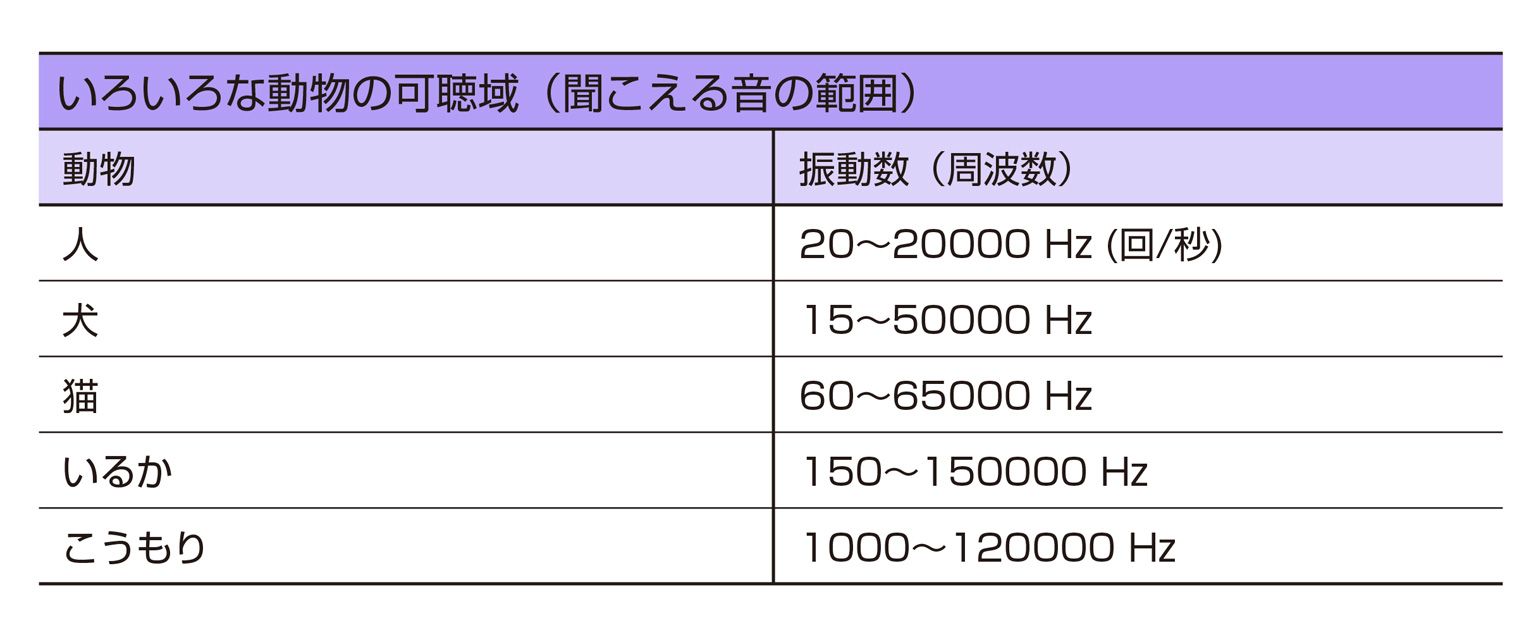 いろいろな動物の可聴域（聞こえる音の範囲）
動物 振動数（周波数）
人 20～20000 Hz (回/秒)
犬 15～50000 Hz
猫 60～65000 Hz
いるか 150～150000 Hz
こうもり 1000～120000 Hz